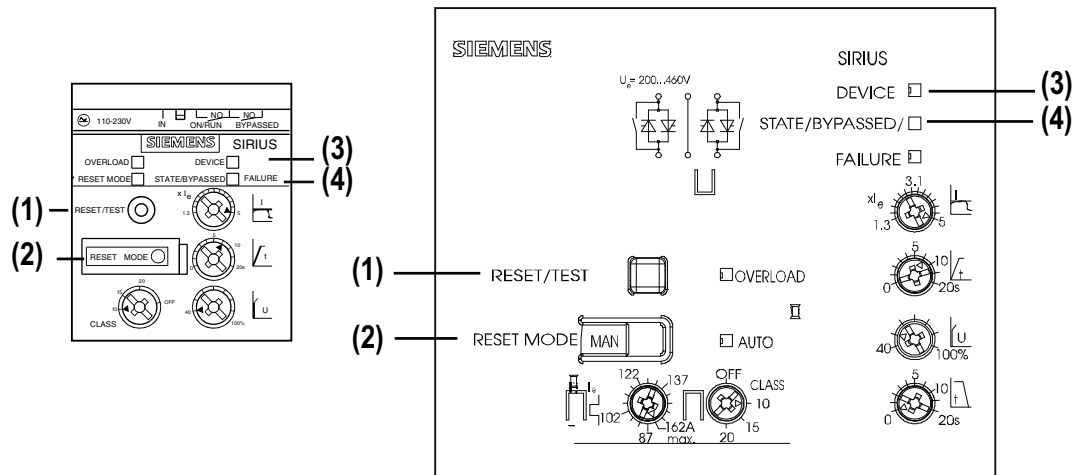 110-230V
IN
NO
NO
ON/RUN
BYPASSED
SIEMENS
SIRIUS
OVERLOAD
DEVICE
(3)
RESET MODE
STATE/BYPASSED
FAILURE
(4)
(1)
RESET/TEST
x Ie
1.3
5
I
(2)
RESET MODE
5
0
10
20s
t
20
15
10
OFF
CLASS
40
100%
U
SIEMENS
SIRIUS
Ue= 200...460V
DEVICE
(3)
STATE/BYPASSED/
(4)
FAILURE
3.1
xIe
1.3
5
I
(1)
RESET/TEST
OVERLOAD
5
10
0
20s
t
(2)
RESET MODE
MAN
AUTO
40
100%
U
Ie
122
137
102
87
162A
max.
OFF
CLASS
10
15
20
5
10
0
20s
t